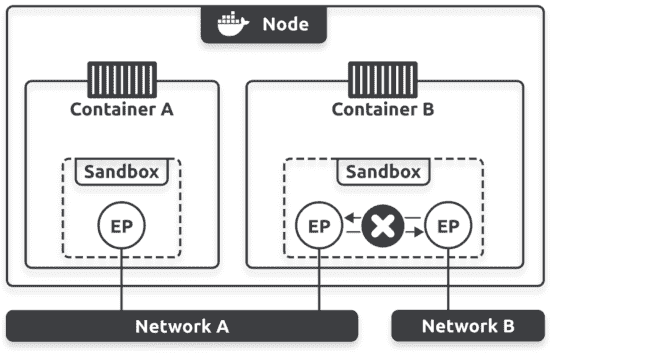 Node
Container A
Container B
Sandbox
Sandbox
EP
EP
EP
Network A
Network B